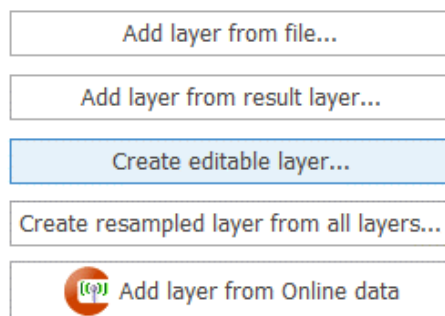 Add layer from file...
Add layer from result layer...
Create editable layer...
Create resampled layer from all layers...
Add layer from Online data